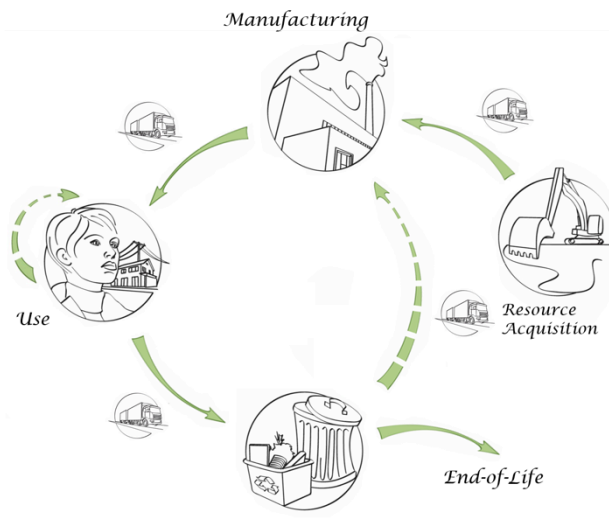 Manufacturing
Use
Resource
Acquisition
End-of-Life